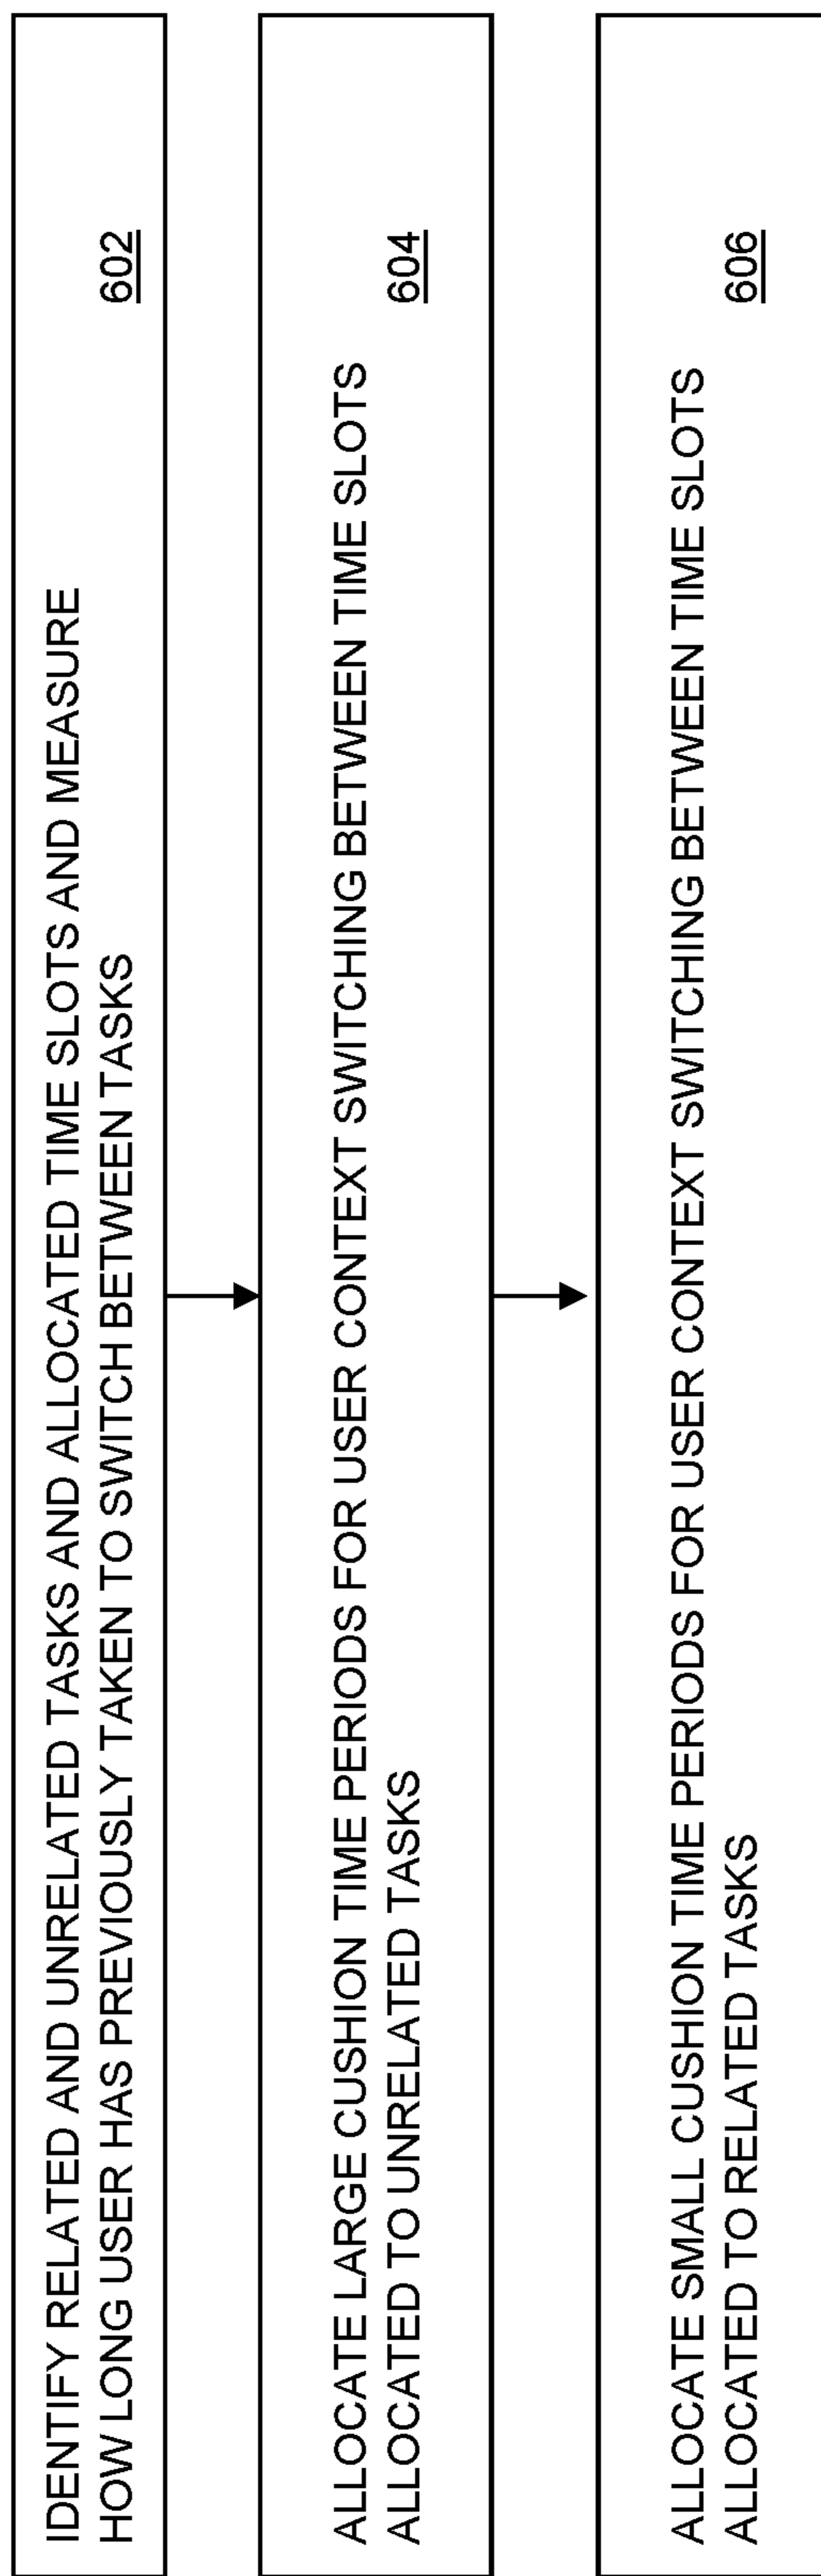 IDENTIFY RELATED AND UNRELATED TASKS AND ALLOCATED TIME SLOTS AND MEASURE
HOW LONG USER HAS PREVIOUSLY TAKEN TO SWITCH BETWEEN TASKS
602
ALLOCATE LARGE CUSHION TIME PERIODS FOR USER CONTEXT SWITCHING BETWEEN TIME SLOTS
ALLOCATED TO UNRELATED TASKS
604
ALLOCATE SMALL CUSHION TIME PERIODS FOR USER CONTEXT SWITCHING BETWEEN TIME SLOTS
ALLOCATED TO RELATED TASKS
606